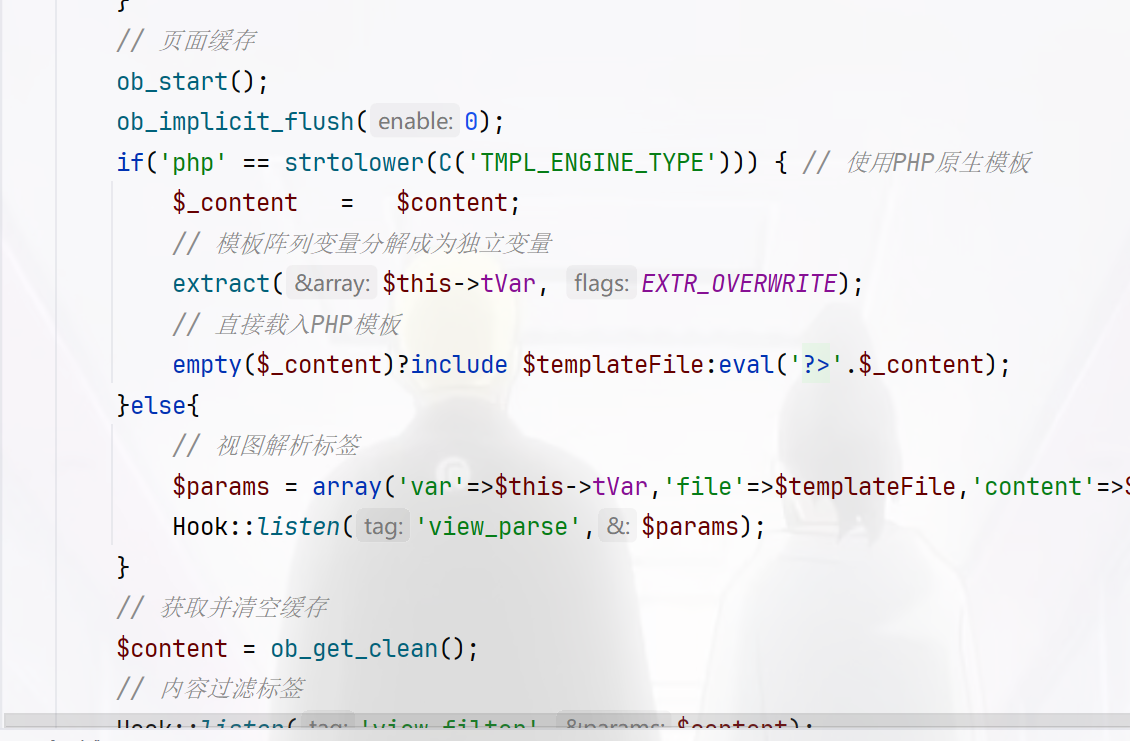 }
// 页面缓存
ob_start();
ob_implicit_flush( enable: 0);
if('php' == strtolower(C('TMPL_ENGINE_TYPE'))) { // 使用PHP原生模板
$_content   =   $content;
// 模板阵列变量分解成为独立变量
extract( &array: $this->tVar, flags: EXTR_OVERWRITE);
// 直接载入PHP模板
empty($_content)?include $templateFile:eval('?>'.$_content);
}else{
// 视图解析标签
$params = array('var'=>$this->tVar,'file'=>$templateFile,'content'=>$
Hook::listen( tag: 'view_parse', &: $params);
}
// 获取并清空缓存
$content = ob_get_clean();
// 内容过滤标签
Hook::listen( tag: 'view_filter', &params: $content);